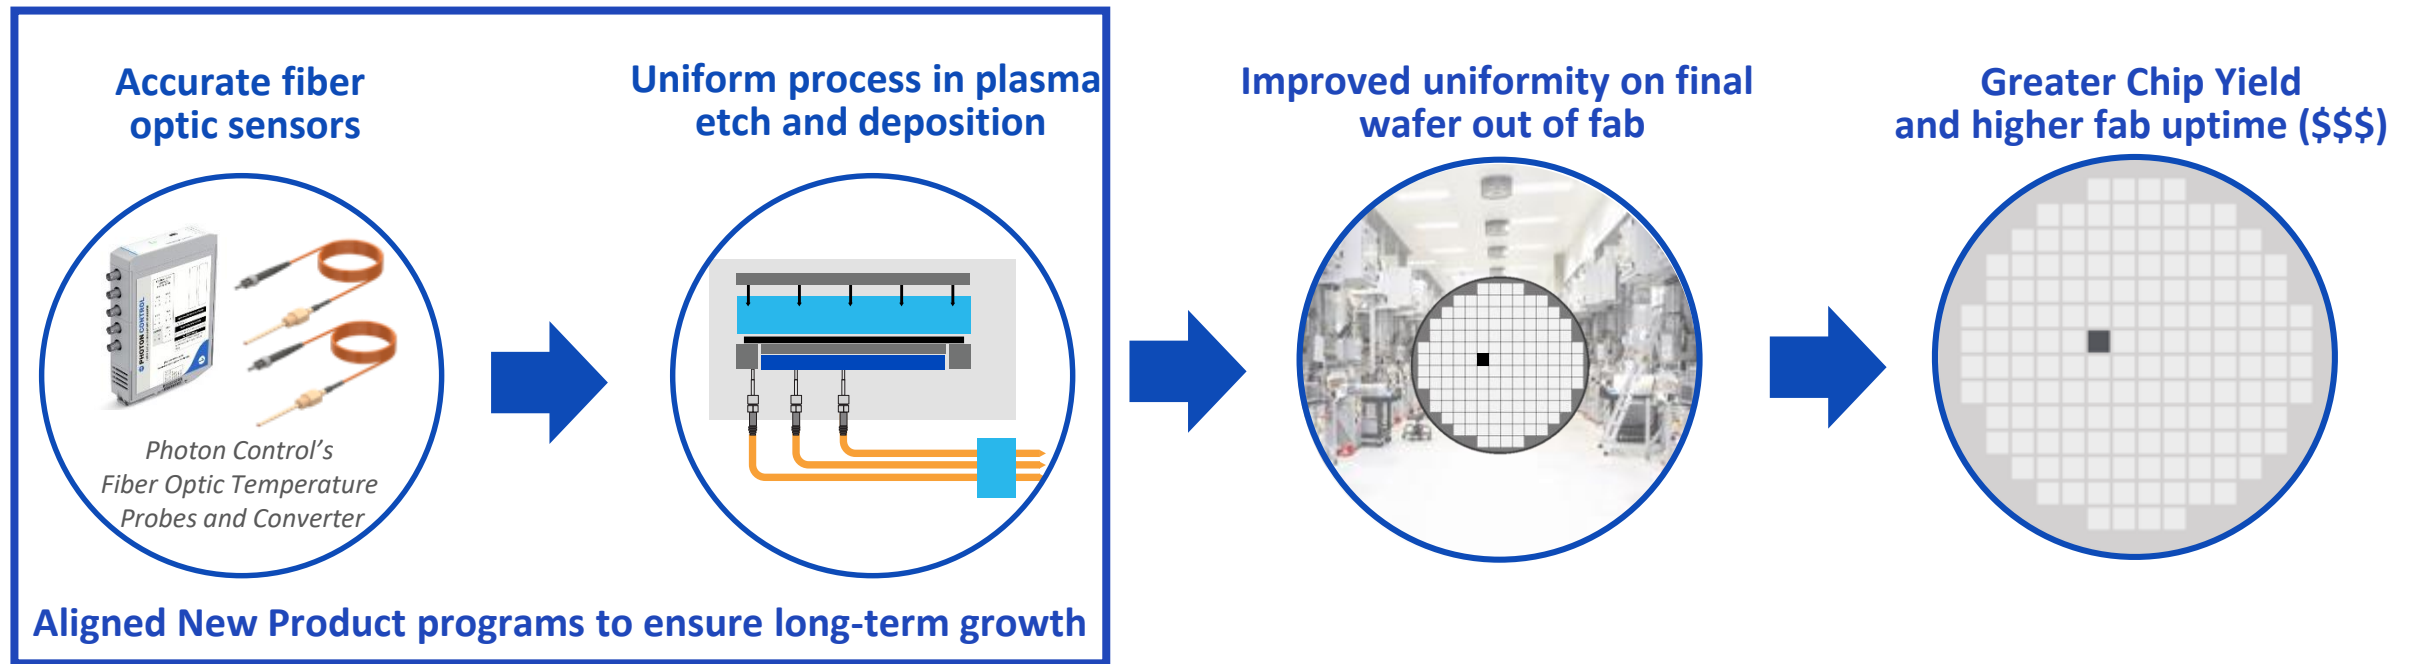 Accurate fiber
optic sensors
Uniform process in plasma
etch and deposition
Improved uniformity on final
wafer out of fab
Greater Chip Yield
and higher fab uptime ($$$)
PHOTON CONTROL
Photon Control's
Fiber Optic Temperature
Probes and Converter
Aligned New Product programs to ensure long-term growth